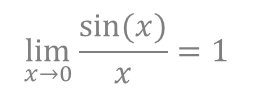 lim x→0 sin(x)/x = 1